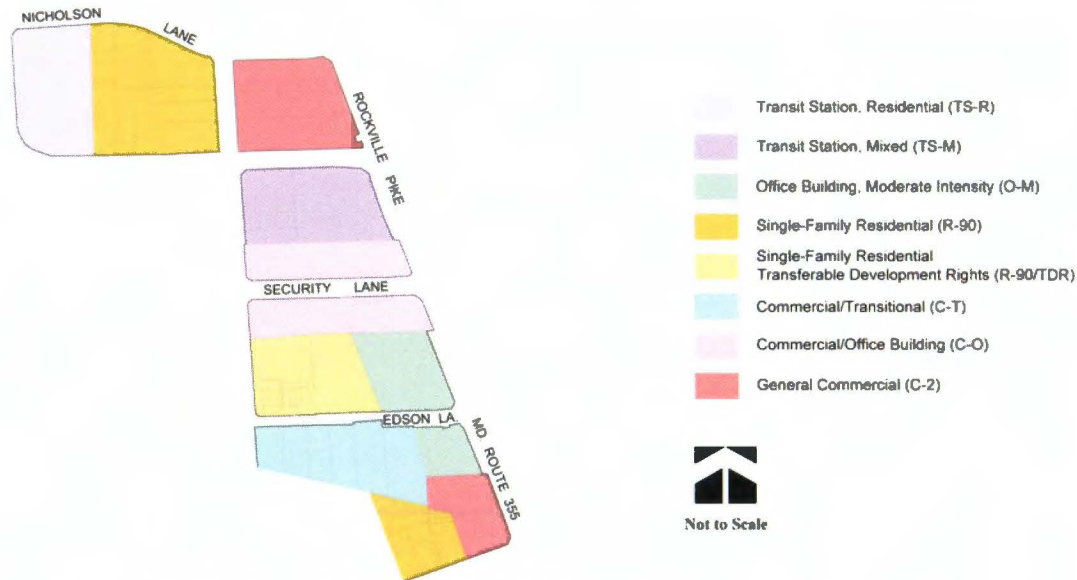 NICHOLSON
LANE
ROCKVILLE
PIKE
SECURITY LANE
EDSON LA.
MD. ROUTE 355
Transit Station, Residential (TS-R)
Transit Station, Mixed (TS-M)
Office Building, Moderate Intensity (O-M)
Single-Family Residential (R-90)
Single-Family Residential
Transferable Development Rights (R-90/TDR)
Commercial/Transitional (C-T)
Commercial/Office Building (C-O)
General Commercial (C-2)
Not to Scale